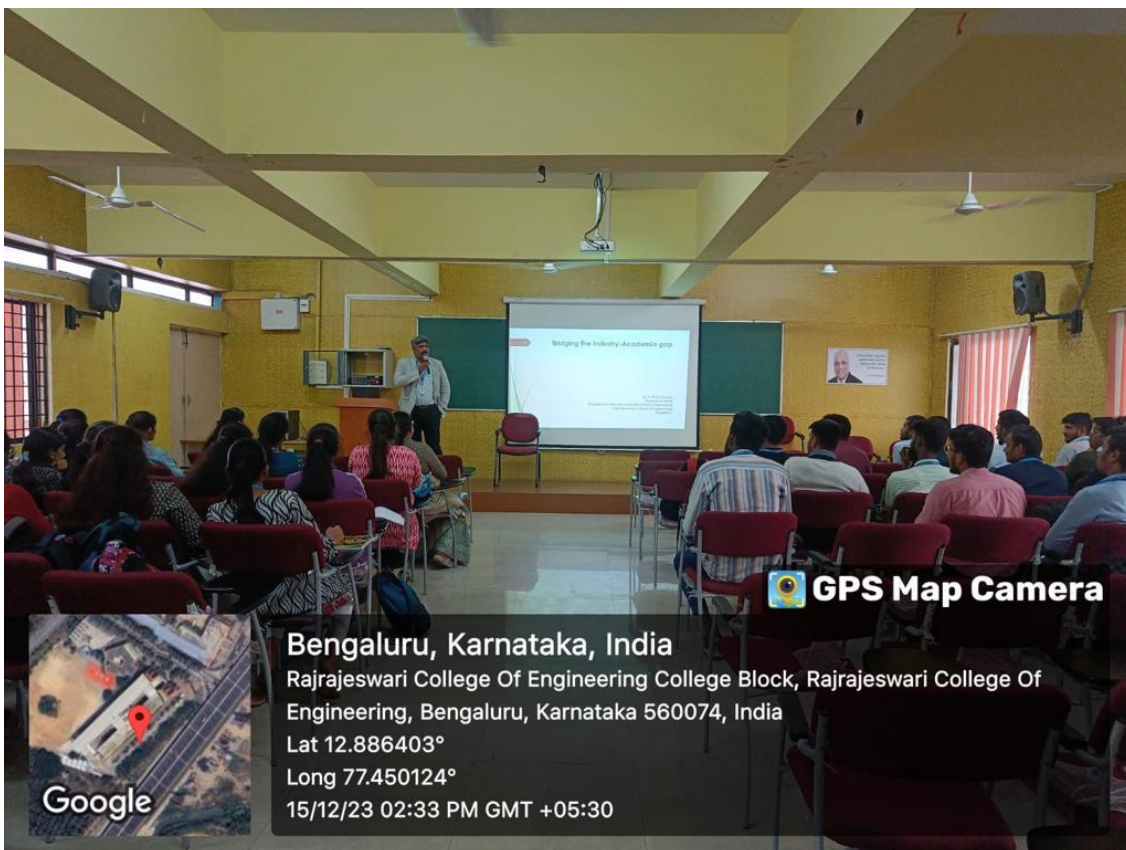 Bridging the Industry-Academic gap
GPS Map Camera
Bengaluru, Karnataka, India
Rajrajeswari College Of Engineering College Block, Rajrajeswari College Of
Engineering, Bengaluru, Karnataka 560074, India
Lat 12.886403°
Long 77.450124°
15/12/23 02:33 PM GMT +05:30
Google